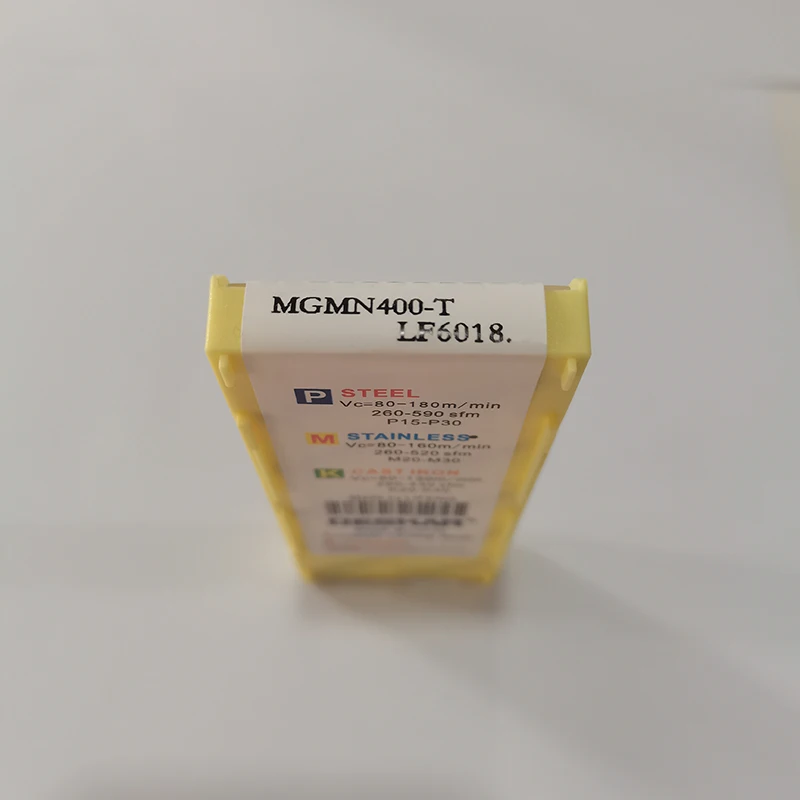 MGMN400-T
LF6018.
P STEEL
Vc=80-180m/min
260-590 sfm
P15-P30
M STAINLESS
Vc=80-160m/min
260-520 sfm
M20-M30
K CAST IRON
DESKAR